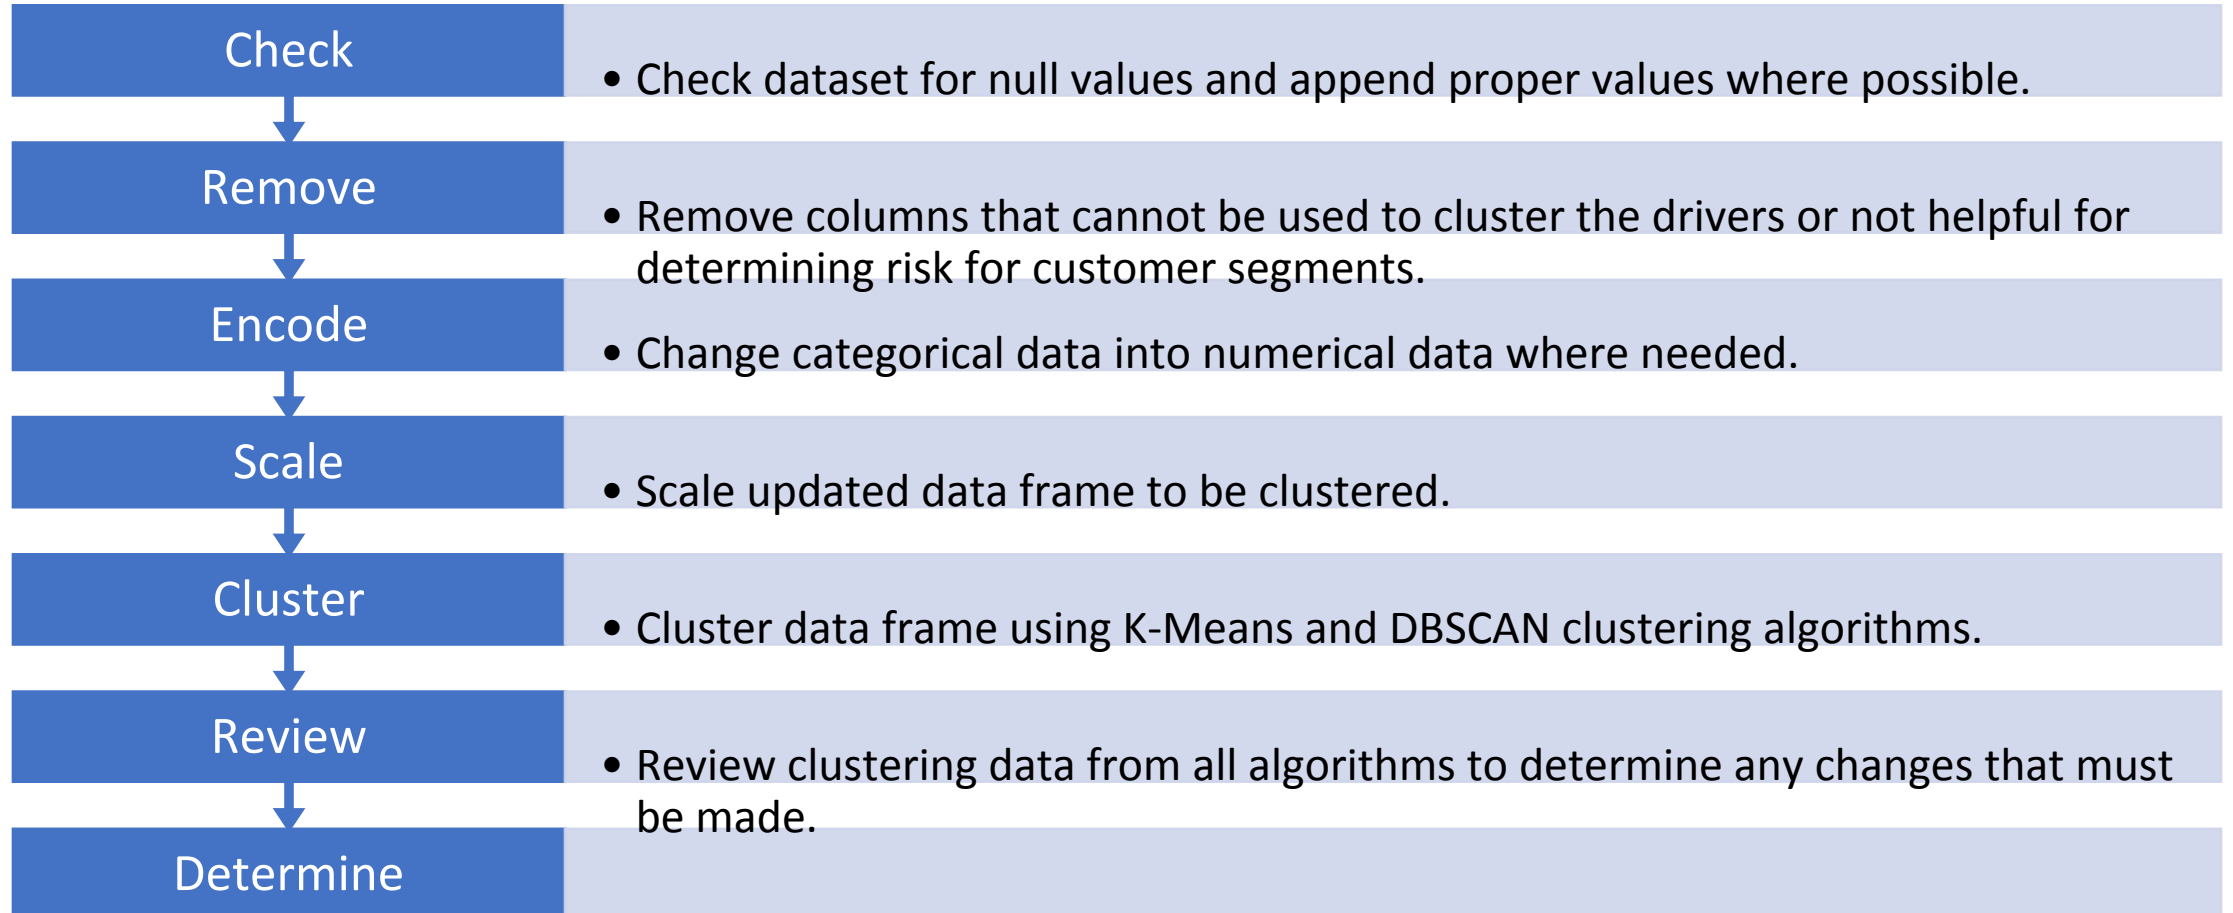 Check
• Check dataset for null values and append proper values where possible.
Remove
• Remove columns that cannot be used to cluster the drivers or not helpful for
determining risk for customer segments.
Encode
• Change categorical data into numerical data where needed.
Scale
• Scale updated data frame to be clustered.
Cluster
• Cluster data frame using K-Means and DBSCAN clustering algorithms.
Review
• Review clustering data from all algorithms to determine any changes that must
be made.
Determine